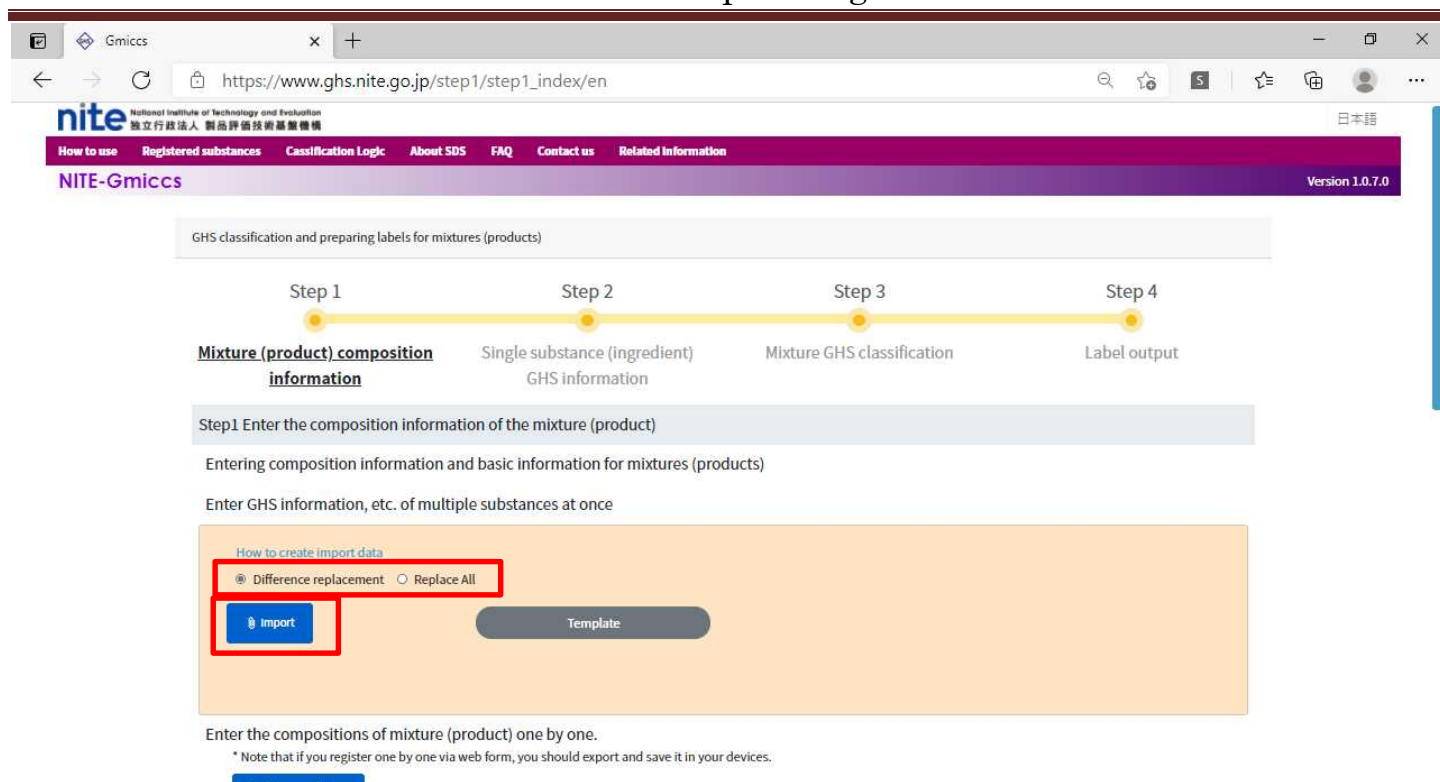 Gmiccs
https://www.ghs.nite.go.jp/step1/step1_index/en
nite National Institute of Technology and Evaluation
独立行政法人 製品評価技術基盤機構
日本語
How to use Registered substances Cassification Logic About SDS FAQ Contact us Related Information
NITE-Gmiccs Version 1.0.7.0
GHS classification and preparing labels for mixtures (products)
Step 1 Step 2 Step 3 Step 4
Mixture (product) composition Single substance (ingredient) Mixture GHS classification Label output
information GHS information
Step1 Enter the composition information of the mixture (product)
Entering composition information and basic information for mixtures (products)
Enter GHS information, etc. of multiple substances at once
How to create import data
Difference replacement Replace All
Import Template
Enter the compositions of mixture (product) one by one.
* Note that if you register one by one via web form, you should export and save it in your devices.